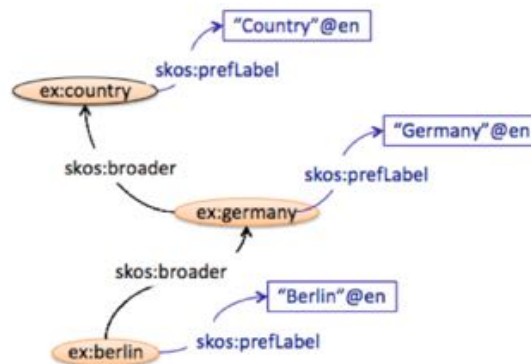 “Country”@en
skos:prefLabel
ex:country
“Germany”@en
skos:broader
skos:prefLabel
ex:germany
skos:broader
“Berlin”@en
skos:prefLabel
ex:berlin